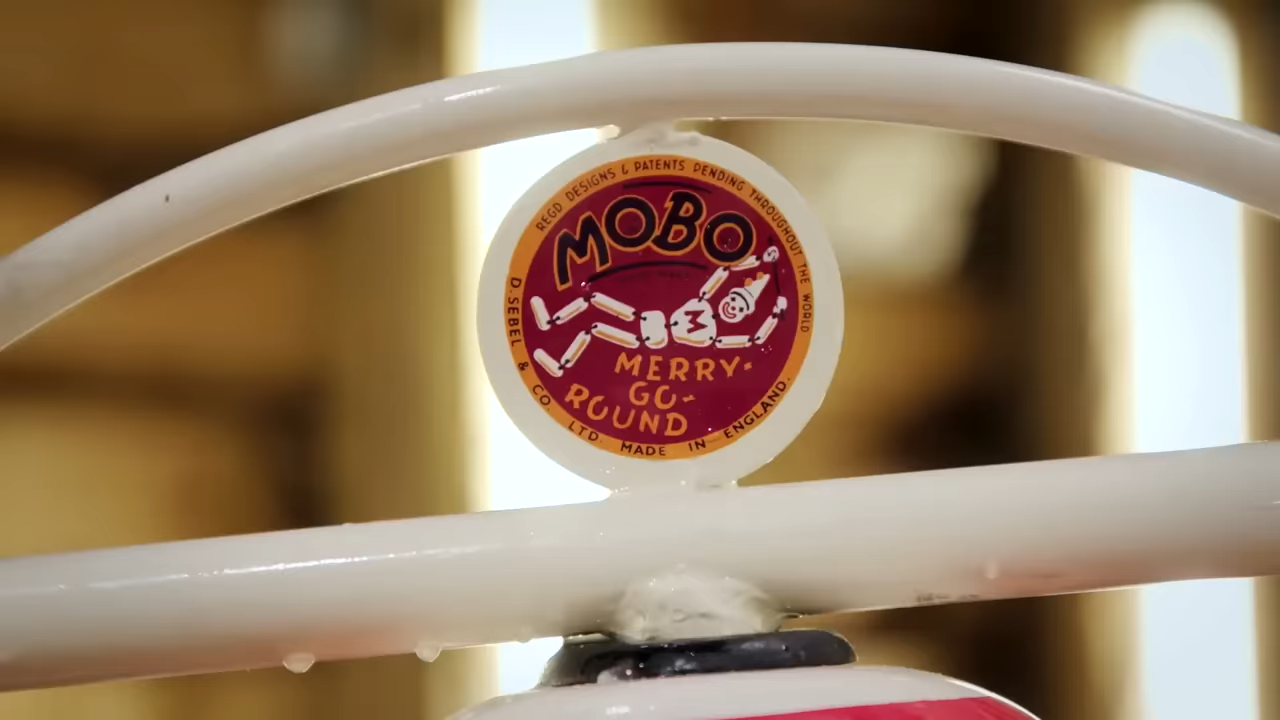 REGD DESIGNS & PATENTS PENDING THROUGHOUT THE WORLD
MOBO
M
MERRY-
GO-
ROUND
D. SEBEL & CO. LTD. MADE IN ENGLAND.